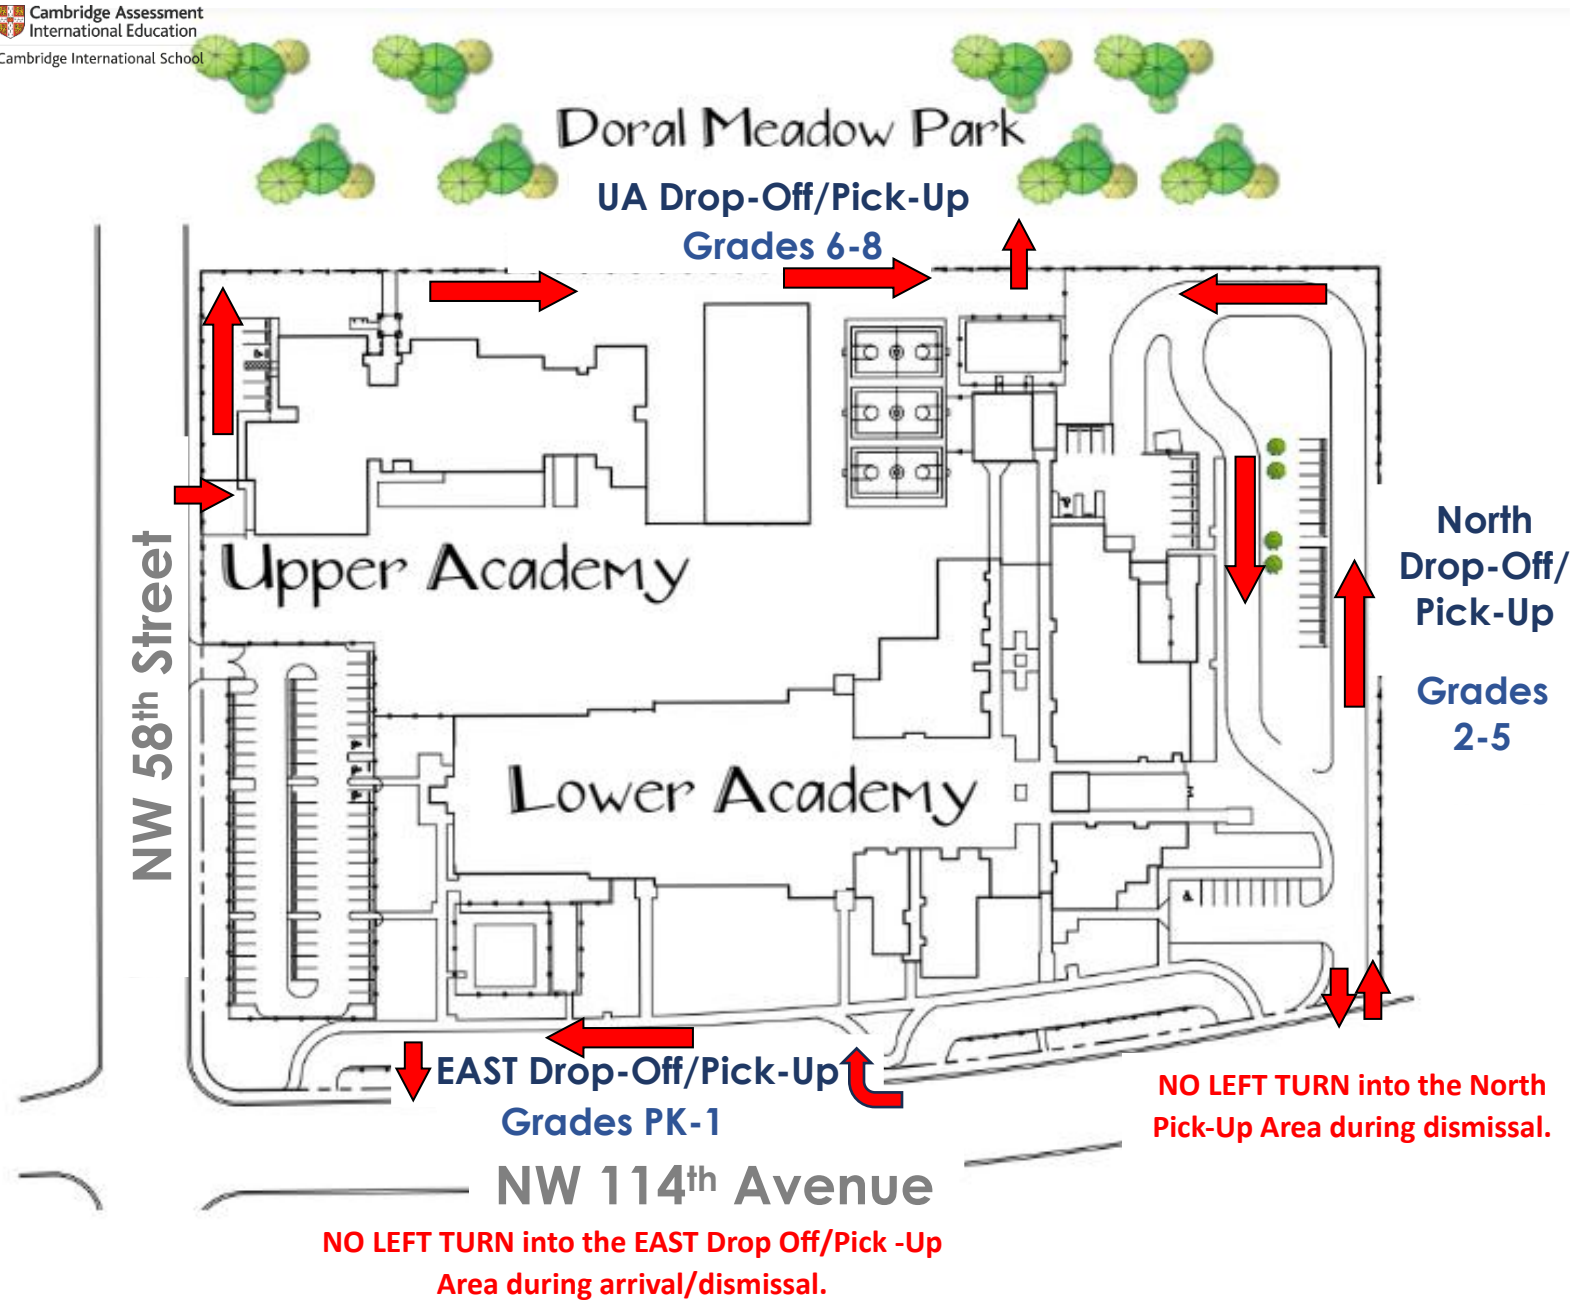 Cambridge Assessment
International Education
Cambridge International School
Doral Meadow Park
UA Drop-Off/Pick-Up
Grades 6-8
North
Drop-Off/
Pick-Up
Grades
2-5
Upper Academy
NW 58th Street
Lower Academy
EAST Drop-Off/Pick-Up
Grades PK-1
NO LEFT TURN into the North
Pick-Up Area during dismissal.
NW 114th Avenue
NO LEFT TURN into the EAST Drop Off/Pick -Up
Area during arrival/dismissal.